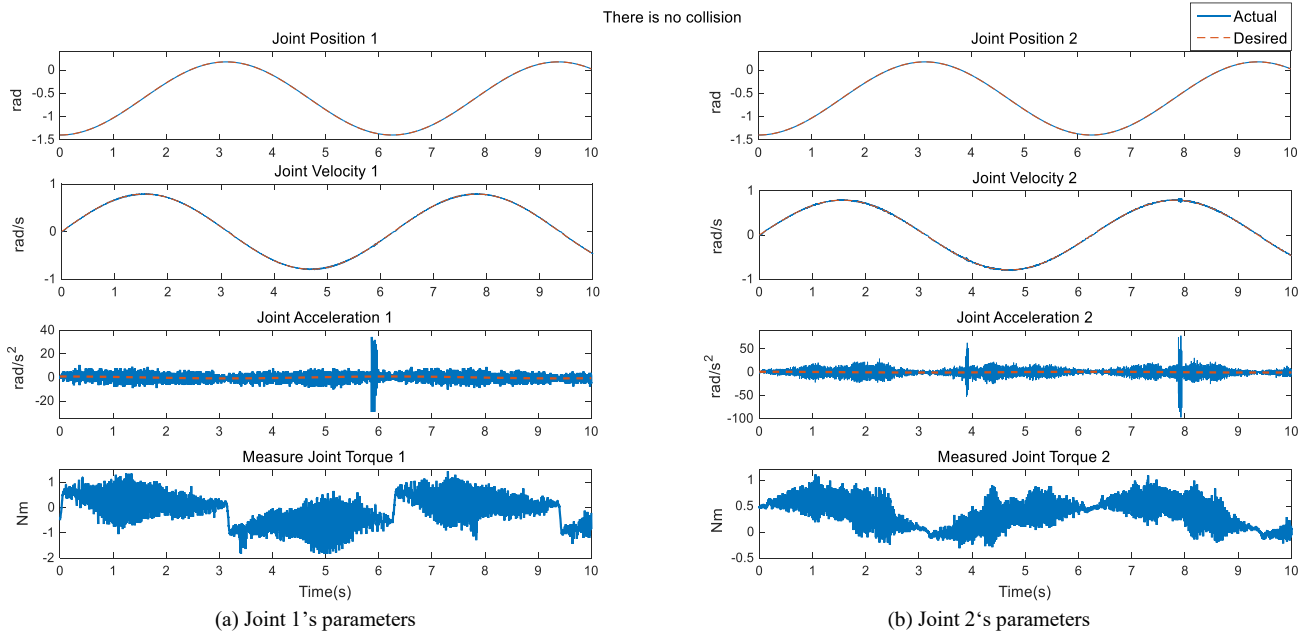 There is no collision
Actual
Desired
Joint Position 1
0
-0.5
-1
-1.5
rad
0 1 2 3 4 5 6 7 8 9 10
Joint Velocity 1
1
0
-1
rad/s
0 1 2 3 4 5 6 7 8 9 10
Joint Acceleration 1
40
20
0
-20
rad/s²
0 1 2 3 4 5 6 7 8 9 10
Measure Joint Torque 1
1
0
-1
-2
Nm
0 1 2 3 4 5 6 7 8 9 10
Time(s)
(a) Joint 1’s parameters
Joint Position 2
0
-0.5
-1
-1.5
rad
0 1 2 3 4 5 6 7 8 9 10
Joint Velocity 2
1
0
-1
rad/s
0 1 2 3 4 5 6 7 8 9 10
Joint Acceleration 2
50
0
-50
-100
rad/s²
0 1 2 3 4 5 6 7 8 9 10
Measured Joint Torque 2
1
0.5
0
-0.5
Nm
0 1 2 3 4 5 6 7 8 9 10
Time(s)
(b) Joint 2‘s parameters